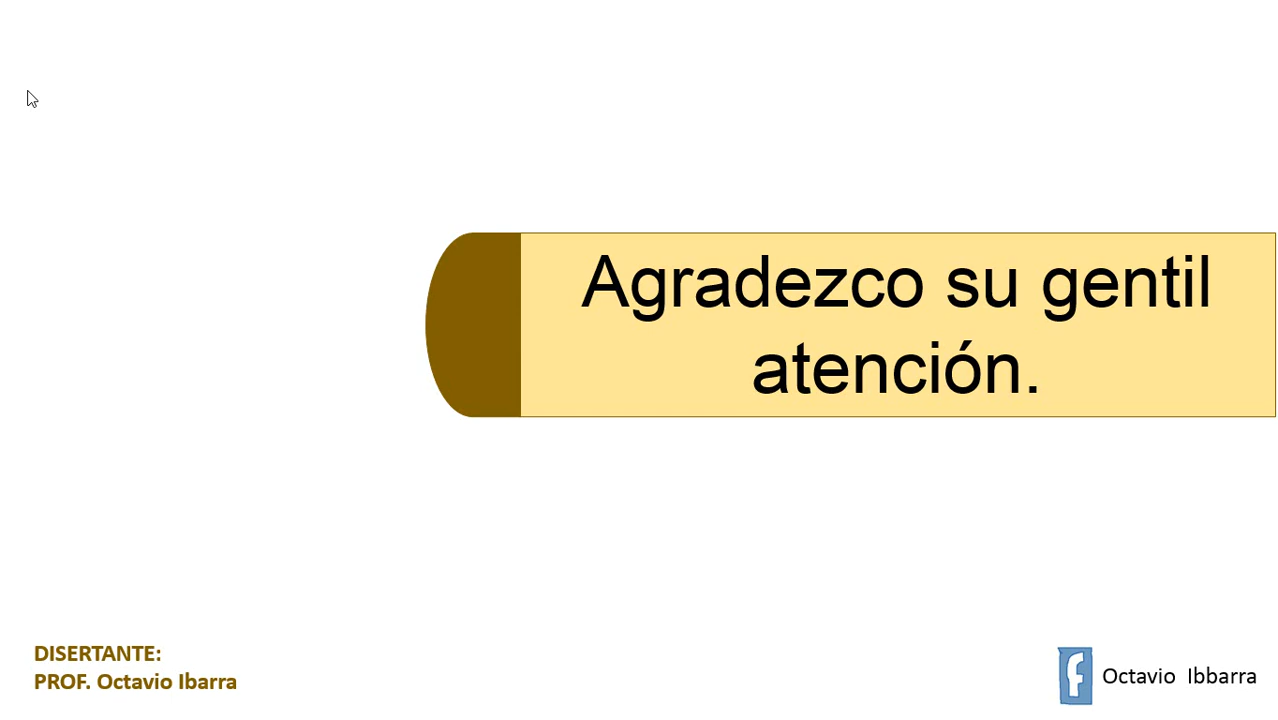 Agradezco su gentil
atención.
DISERTANTE:
PROF. Octavio Ibarra
f Octavio Ibbarra